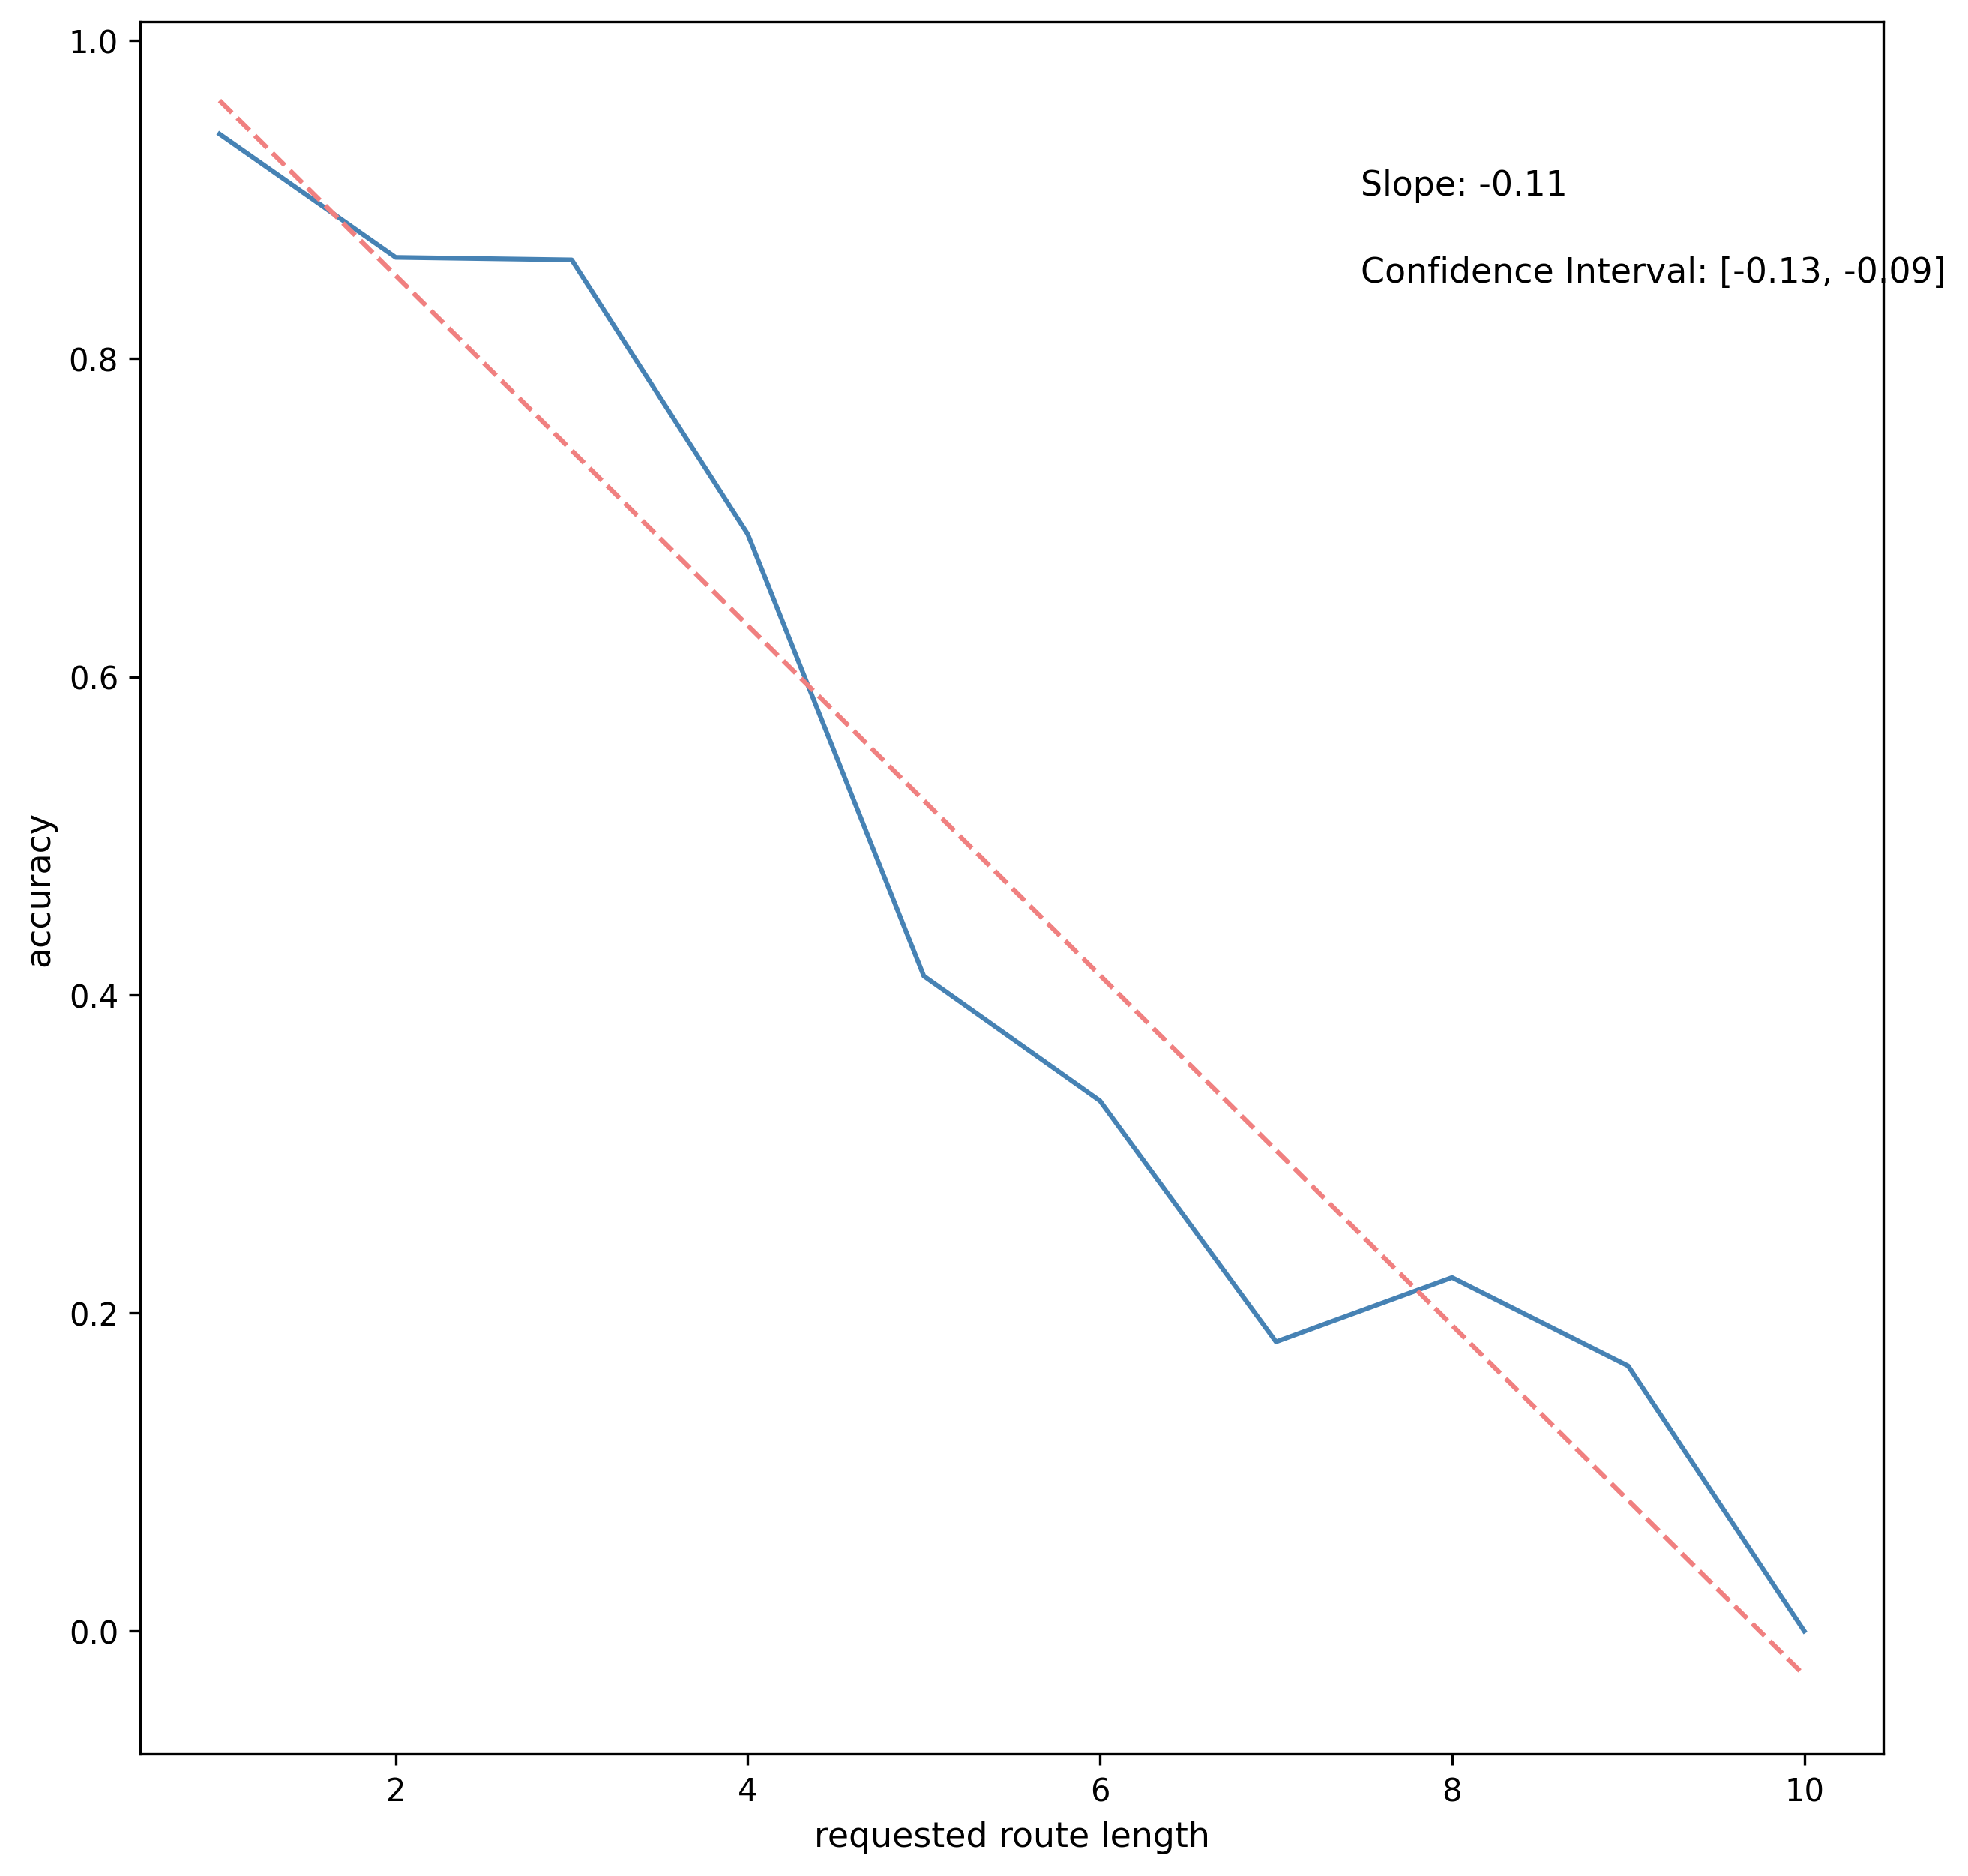 1.0
0.8
0.6
0.4
0.2
0.0
accuracy
Slope: -0.11
Confidence Interval: [-0.13, -0.09]
2 4 6 8 10
requested route length